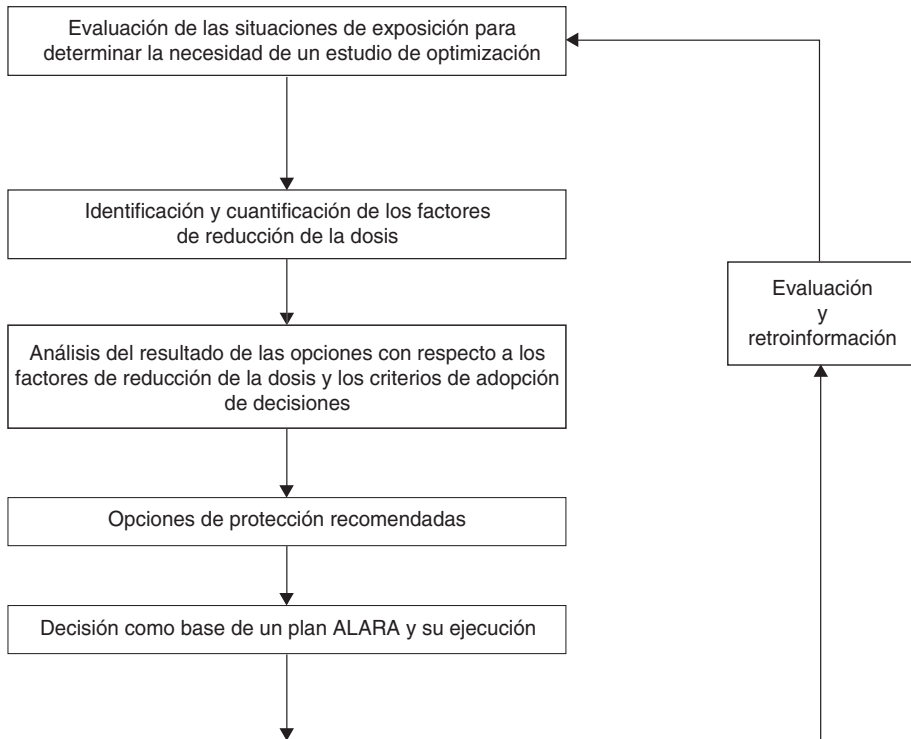 Evaluación de las situaciones de exposición para
determinar la necesidad de un estudio de optimización
Identificación y cuantificación de los factores
de reducción de la dosis
Análisis del resultado de las opciones con respecto a los
factores de reducción de la dosis y los criterios de adopción
de decisiones
Opciones de protección recomendadas
Decisión como base de un plan ALARA y su ejecución
Evaluación
y
retroinformación